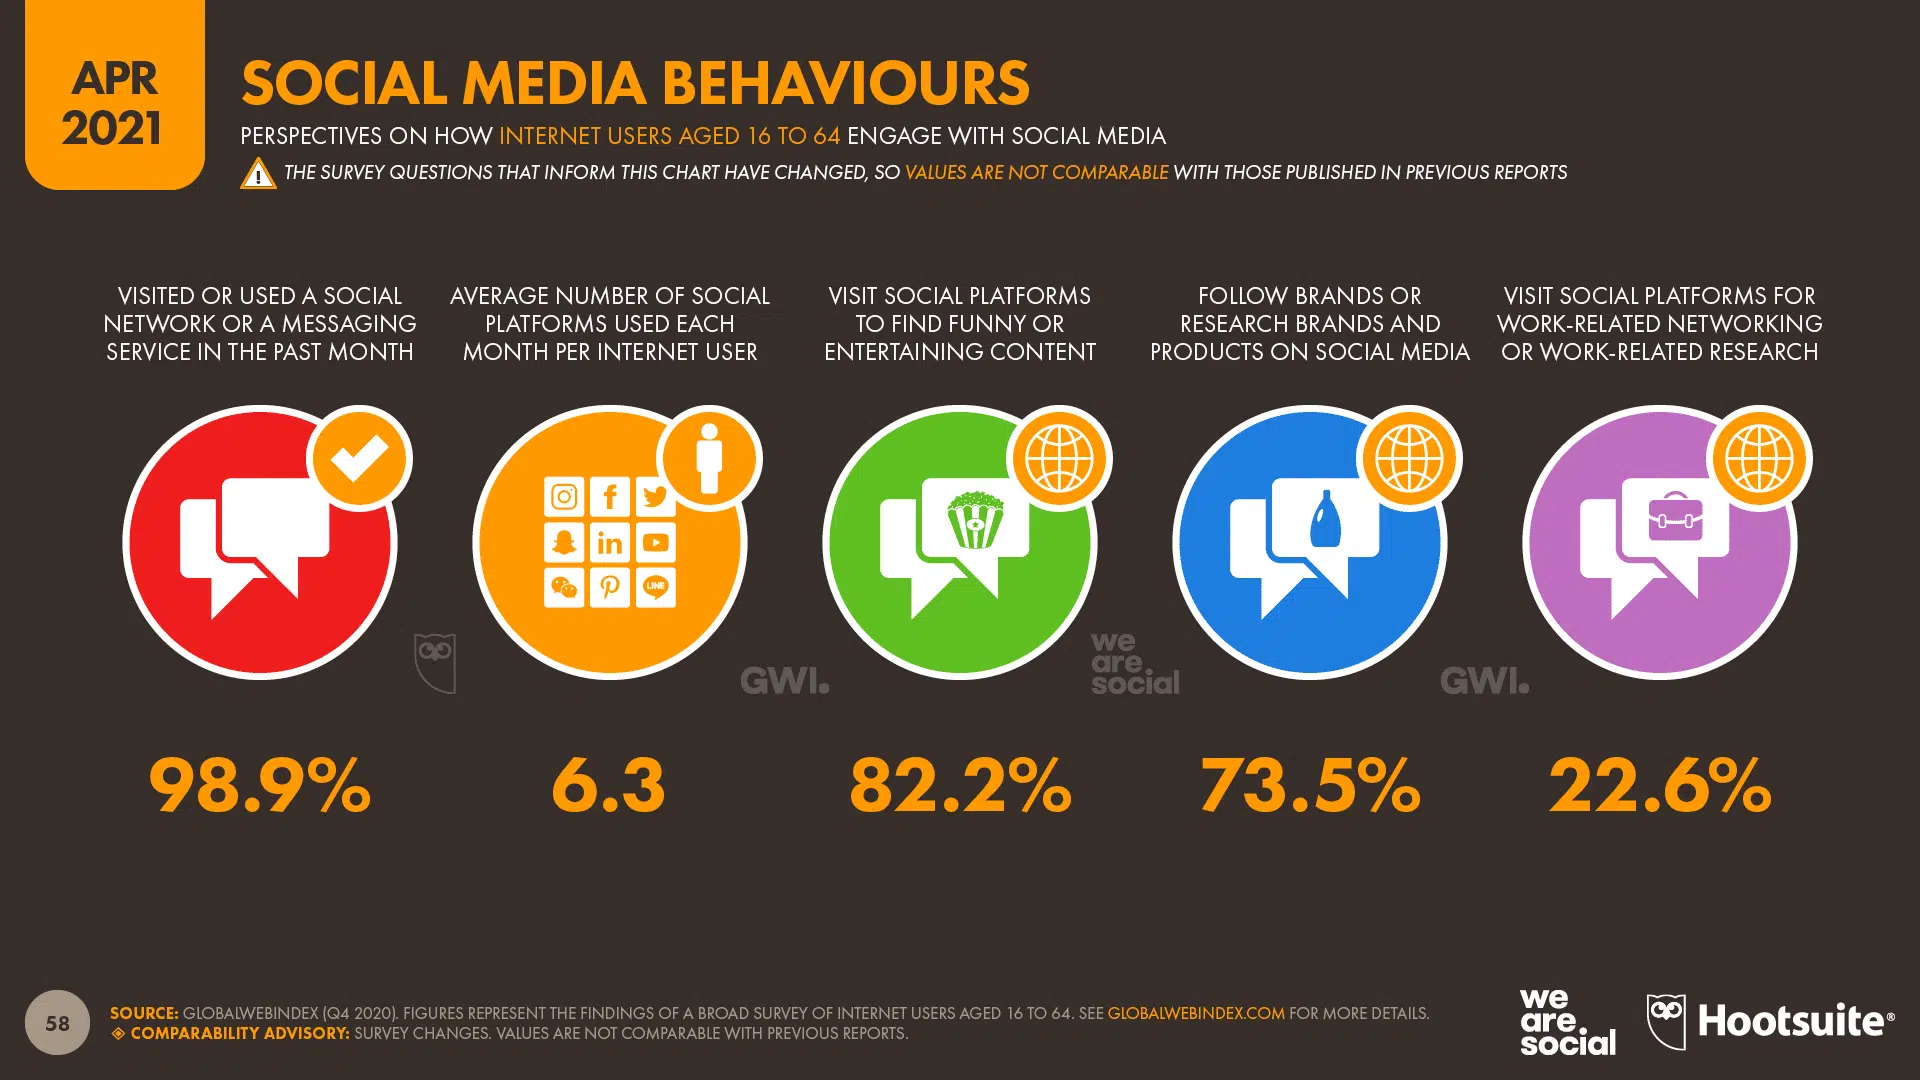 APR
2021
SOCIAL MEDIA BEHAVIOURS
PERSPECTIVES ON HOW INTERNET USERS AGED 16 TO 64 ENGAGE WITH SOCIAL MEDIA
THE SURVEY QUESTIONS THAT INFORM THIS CHART HAVE CHANGED, SO VALUES ARE NOT COMPARABLE WITH THOSE PUBLISHED IN PREVIOUS REPORTS
VISITED OR USED A SOCIAL
NETWORK OR A MESSAGING
SERVICE IN THE PAST MONTH
AVERAGE NUMBER OF SOCIAL
PLATFORMS USED EACH
MONTH PER INTERNET USER
VISIT SOCIAL PLATFORMS
TO FIND FUNNY OR
ENTERTAINING CONTENT
FOLLOW BRANDS OR
RESEARCH BRANDS AND
PRODUCTS ON SOCIAL MEDIA
VISIT SOCIAL PLATFORMS FOR
WORK-RELATED NETWORKING
OR WORK-RELATED RESEARCH
LINE
GWI.
we
are
social
GWI.
98.9%
6.3
82.2%
73.5%
22.6%
58
SOURCE: GLOBALWEBINDEX (Q4 2020). FIGURES REPRESENT THE FINDINGS OF A BROAD SURVEY OF INTERNET USERS AGED 16 TO 64. SEE GLOBALWEBINDEX.COM FOR MORE DETAILS.
COMPARABILITY ADVISORY: SURVEY CHANGES. VALUES ARE NOT COMPARABLE WITH PREVIOUS REPORTS.
we
are
social
Hootsuite®